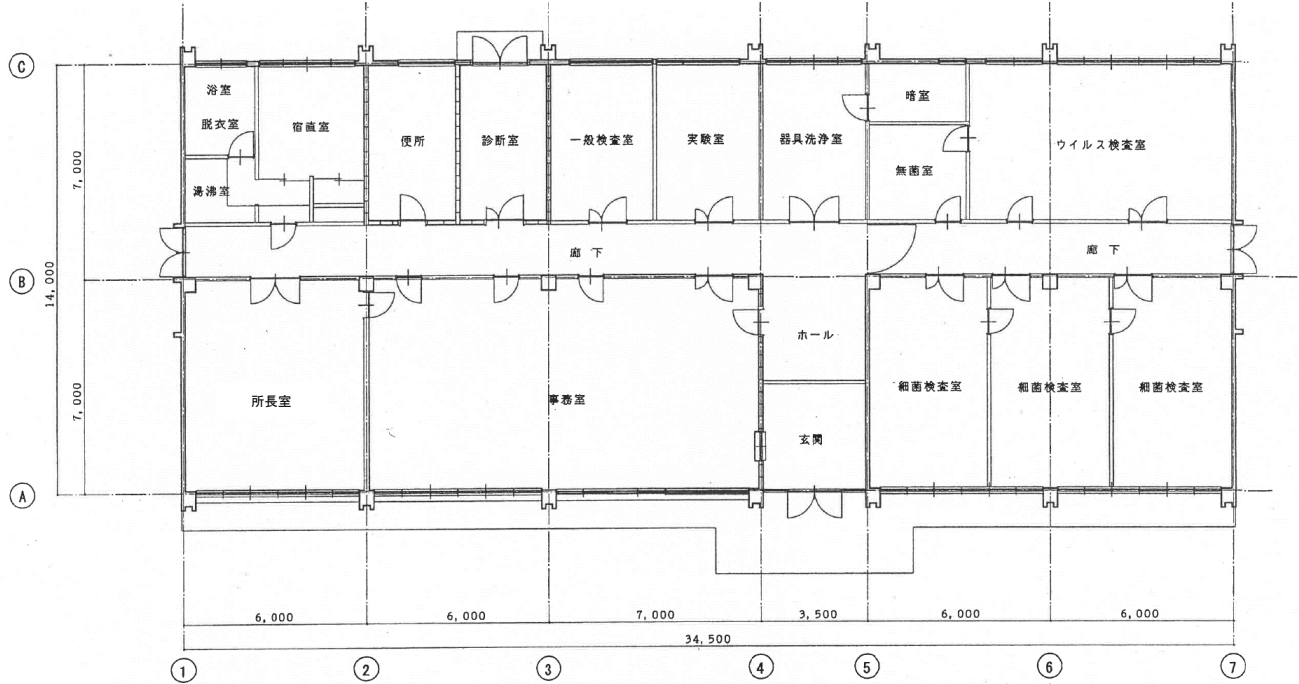 C
浴室
暗室
脱衣室
宿直室
便所
診断室
一般検査室
実験室
器具洗浄室
ウイルス検査室
無菌室
湯沸室
7,000
廊 下
廊 下
B
14,000
ホール
7,000
所長室
事務室
細菌検査室
細菌検査室
細菌検査室
玄関
A
6,000
6,000
7,000
3,500
6,000
6,000
34,500
1
2
3
4
5
6
7